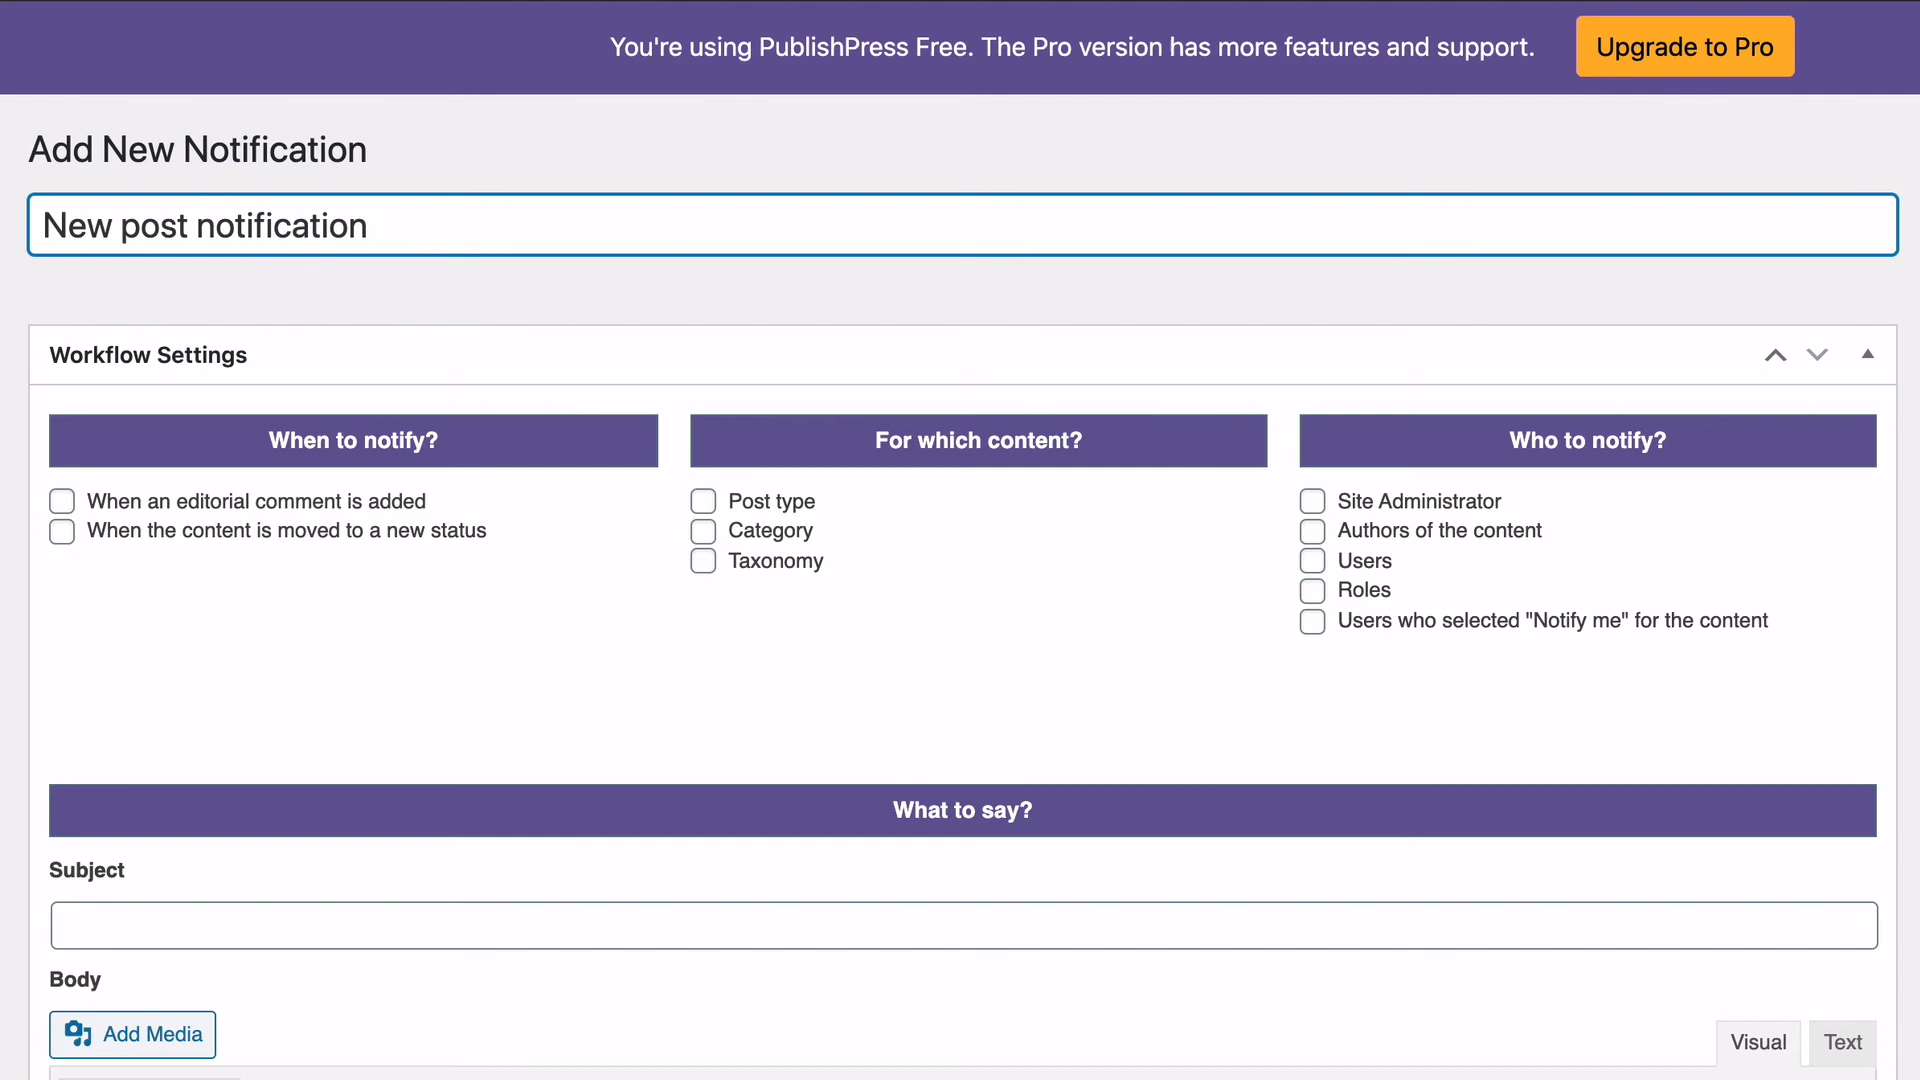 You're using PublishPress Free. The Pro version has more features and support.
Upgrade to Pro
Add New Notification
New post notification
Workflow Settings
When to notify?
When an editorial comment is added
When the content is moved to a new status
For which content?
Post type
Category
Taxonomy
Who to notify?
Site Administrator
Authors of the content
Users
Roles
Users who selected "Notify me" for the content
What to say?
Subject
Body
Add Media
Visual
Text